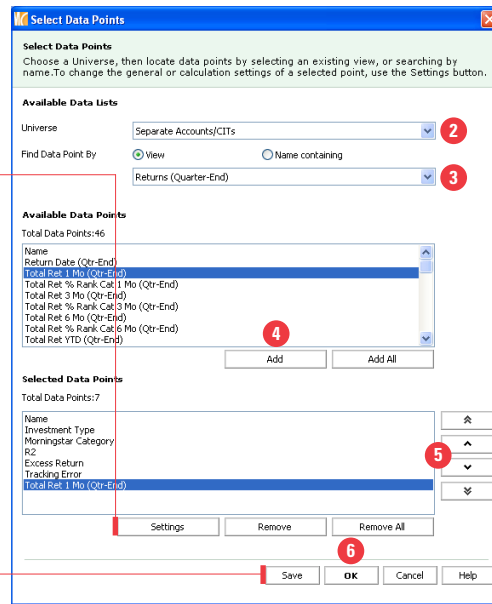 Select Data Points
Select Data Points
Choose a Universe, then locate data points by selecting an existing view, or searching by
name.To change the general or calculation settings of a selected point, use the Settings button.
Available Data Lists
Universe
Separate Accounts/CITs
2
Find Data Point By
View
Name containing
Returns (Quarter-End)
3
Available Data Points
Total Data Points:46
Name
Return Date (Qtr-End)
Total Ret 1 Mo (Qtr-End)
Total Ret % Rank Cat 1 Mo (Qtr-End)
Total Ret 3 Mo (Qtr-End)
Total Ret % Rank Cat 3 Mo (Qtr-End)
Total Ret 6 Mo (Qtr-End)
Total Ret % Rank Cat 6 Mo (Qtr-End)
Total Ret YTD (Qtr-End)
4
Add
Add All
Selected Data Points
Total Data Points:7
Name
Investment Type
Morningstar Category
R2
Excess Return
Tracking Error
Total Ret 1 Mo (Qtr-End)
5
Settings
Remove
Remove All
6
Save
OK
Cancel
Help